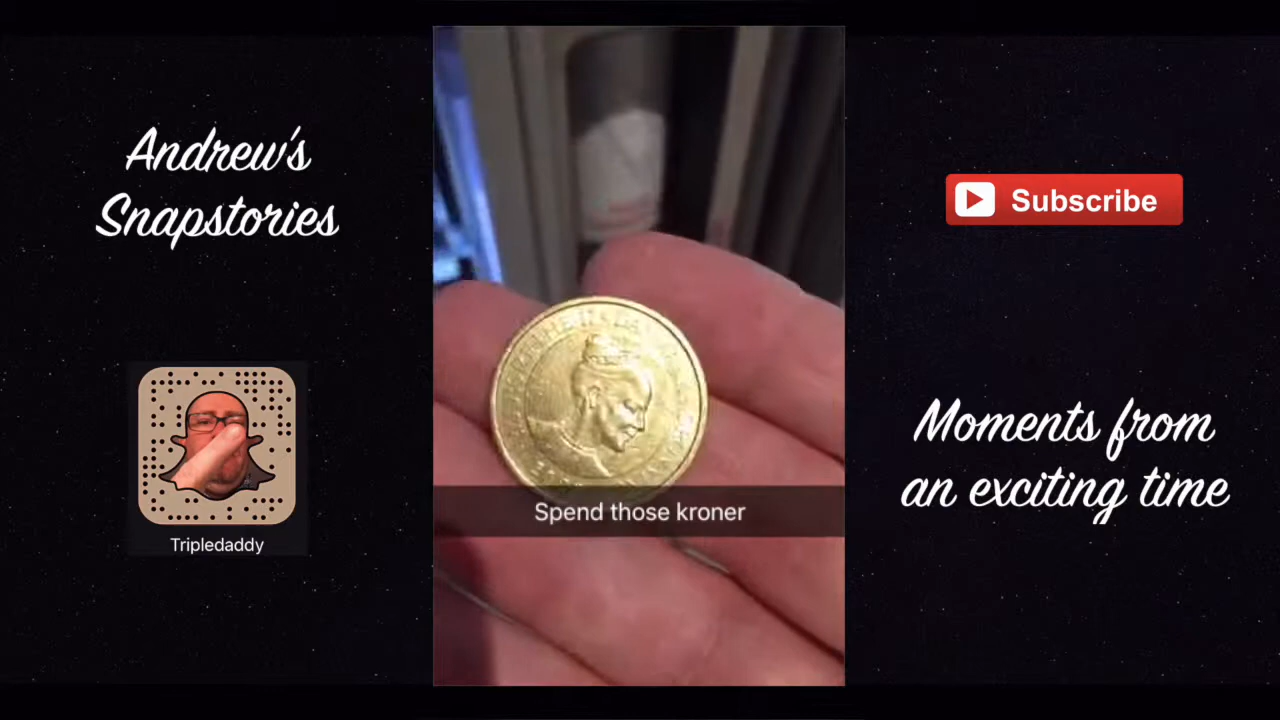 Andrew's
Snapstories
Tripledaddy
Spend those kroner
Subscribe
Moments from
an exciting time